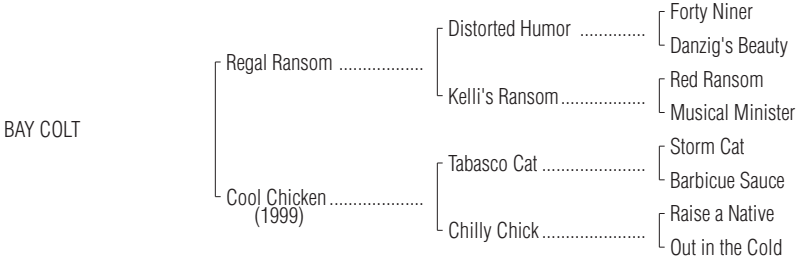 Forty Niner
Distorted Humor ..............
Danzig's Beauty
Regal Ransom ..................
Red Ransom
Kelli's Ransom ..................
Musical Minister
BAY COLT
Storm Cat
Tabasco Cat ......................
Barbicue Sauce
Cool Chicken ....................
(1999)
Raise a Native
Chilly Chick ......................
Out in the Cold